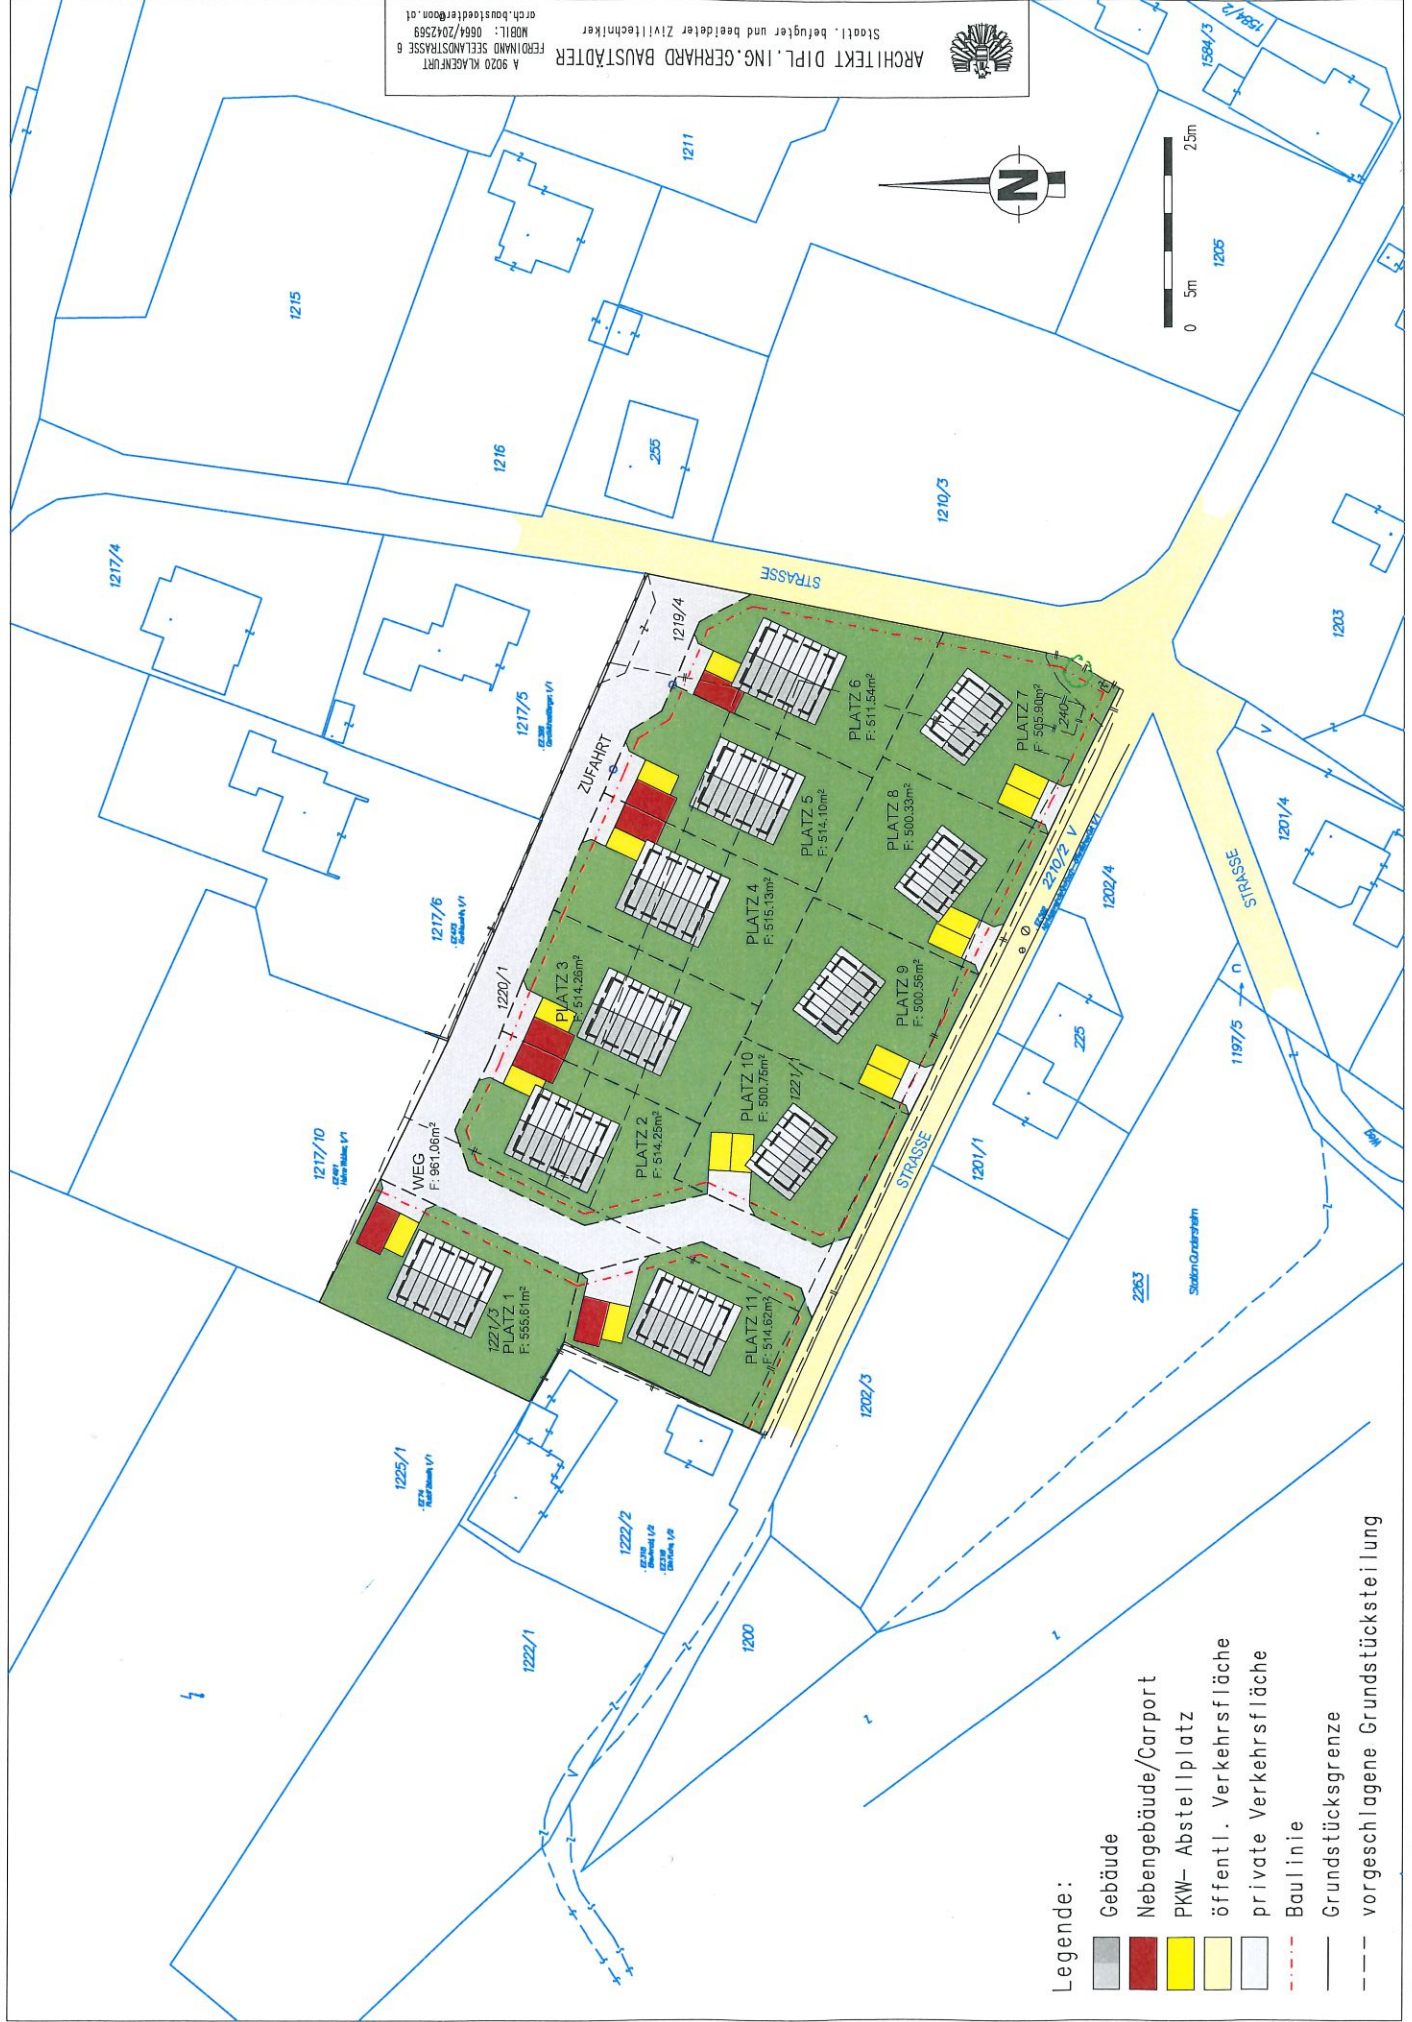 ARCHITEKT DIPL.ING.GERHARD BAUSTÄDTER
Staatl. befugter und beeideter Ziviltechniker
A 9020 KLAGENFURT
FERDINAND SEELANDSTRASSE 6
MOBIL: 0664/2042569
arch.baustaedter@aon.at
N
0 5m 25m
1584/2
1584/3
1211
1215
1205
1216
255
1210/3
1217/4
STRASSE
1203
1219/4
1217/5
ZUFAHRT
PLATZ 6
F: 511.54m²
PLATZ 7
F: 505.90m²
240
PLATZ 5
F: 514.10m²
PLATZ 8
F: 500.33m²
1217/6
PLATZ 4
F: 515.13m²
2210/2 V
1202/4
STRASSE
1201/4
V
1220/1
PLATZ 3
F: 514.26m²
PLATZ 9
F: 500.56m²
225
1197/5
n
1217/10
WEG
F: 961.06m²
PLATZ 2
F: 514.25m²
PLATZ 10
F: 500.75m²
1221/1
STRASSE
1201/1
Weg
1221/3
PLATZ 1
F: 555.61m²
PLATZ 11
F: 514.62m²
2263
Station Gundersheim
1202/3
1225/1
1222/2
1222/1
1200
V
Legende:
Gebäude
Nebengebäude/Carport
PKW- Abstellplatz
öffentl. Verkehrsfläche
private Verkehrsfläche
Baulinie
Grundstücksgrenze
vorgeschlagene Grundstücksteilung